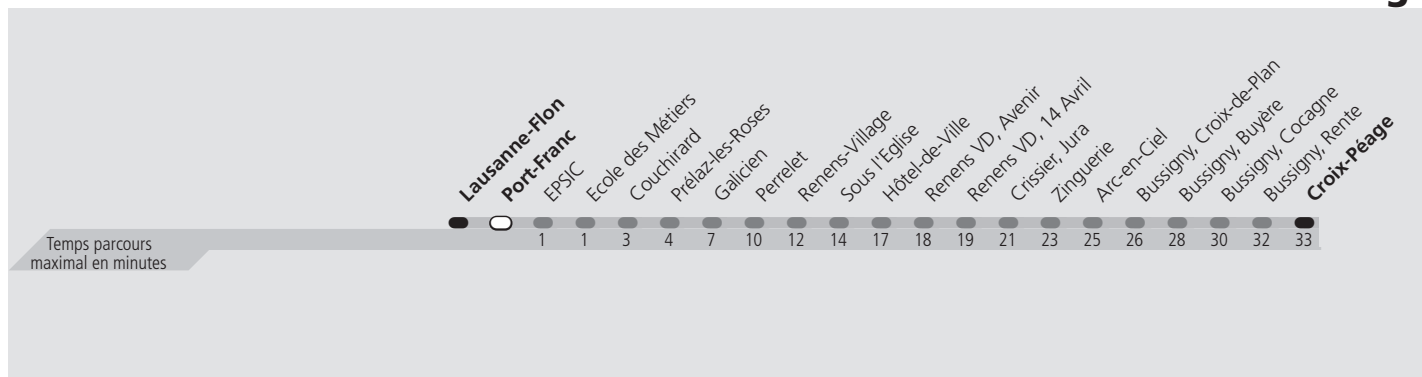 Lausanne-Flon
Port-Franc
EPSIC
Ecole des Métiers
Couchirard
Prélaz-les-Roses
Galicien
Perrelet
Renens-Village
Sous l'Eglise
Hôtel-de-Ville
Renens VD, Avenir
Renens VD, 14 Avril
Crissier, Jura
Zinguerie
Arc-en-Ciel
Bussigny, Croix-de-Plan
Bussigny, Buyère
Bussigny, Cocagne
Bussigny, Rente
Croix-Péage
Temps parcours
maximal en minutes
1 1 3 4 7 10 12 14 17 18 19 21 23 25 26 28 30 32 33